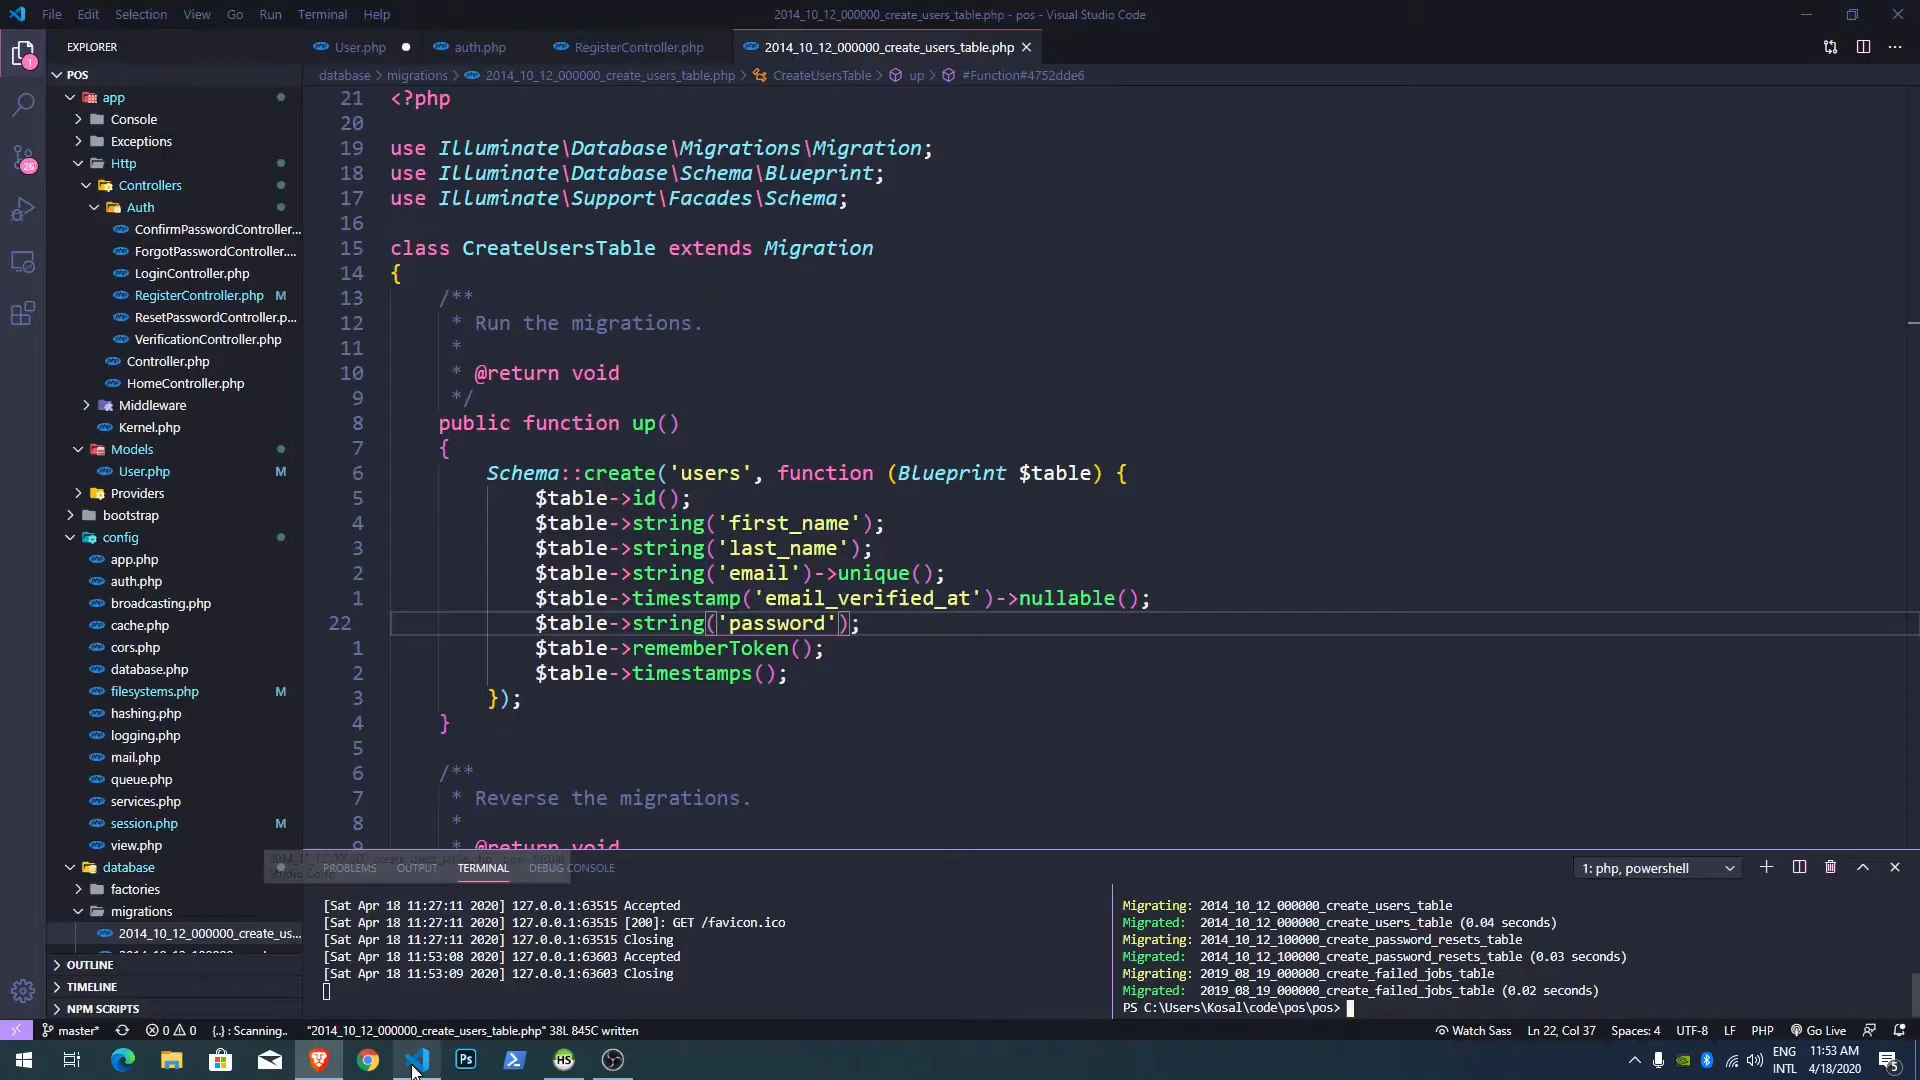 File Edit Selection View Go Run Terminal Help
2014_10_12_000000_create_users_table.php - pos - Visual Studio Code
EXPLORER
User.php
auth.php
RegisterController.php
2014_10_12_000000_create_users_table.php
database > migrations > 2014_10_12_000000_create_users_table.php > CreateUsersTable > up > #Function#4752dde6
POS
app
Console
Exceptions
Http
Controllers
Auth
ConfirmPasswordController...
ForgotPasswordController....
LoginController.php
RegisterController.php M
ResetPasswordController.p...
VerificationController.php
Controller.php
HomeController.php
Middleware
Kernel.php
Models
User.php M
Providers
bootstrap
config
app.php
auth.php
broadcasting.php
cache.php
cors.php
database.php
filesystems.php M
hashing.php
logging.php
mail.php
queue.php
services.php
session.php M
view.php
database
factories
migrations
2014_10_12_000000_create_us...
OUTLINE
TIMELINE
NPM SCRIPTS
1
26
21 <?php
20
19 use Illuminate\Database\Migrations\Migration;
18 use Illuminate\Database\Schema\Blueprint;
17 use Illuminate\Support\Facades\Schema;
16
15 class CreateUsersTable extends Migration
14 {
13 /**
12 * Run the migrations.
11 *
10 * @return void
9 */
8 public function up()
7 {
6 Schema::create('users', function (Blueprint $table) {
5 $table->id();
4 $table->string('first_name');
3 $table->string('last_name');
2 $table->string('email')->unique();
1 $table->timestamp('email_verified_at')->nullable();
22 $table->string('password');
1 $table->rememberToken();
2 $table->timestamps();
3 });
4 }
5
6 /**
7 * Reverse the migrations.
8 *
9 * @return void
PROBLEMS OUTPUT TERMINAL DEBUG CONSOLE
1: php, powershell
[Sat Apr 18 11:27:11 2020] 127.0.0.1:63515 Accepted
[Sat Apr 18 11:27:11 2020] 127.0.0.1:63515 [200]: GET /favicon.ico
[Sat Apr 18 11:27:11 2020] 127.0.0.1:63515 Closing
[Sat Apr 18 11:53:08 2020] 127.0.0.1:63603 Accepted
[Sat Apr 18 11:53:09 2020] 127.0.0.1:63603 Closing
Migrating: 2014_10_12_000000_create_users_table
Migrated: 2014_10_12_000000_create_users_table (0.04 seconds)
Migrating: 2014_10_12_100000_create_password_resets_table
Migrated: 2014_10_12_100000_create_password_resets_table (0.03 seconds)
Migrating: 2019_08_19_000000_create_failed_jobs_table
Migrated: 2019_08_19_000000_create_failed_jobs_table (0.02 seconds)
PS C:\Users\Kosal\code\pos\pos>
master* 0 0 {..} : Scanning.. "2014_10_12_000000_create_users_table.php" 38L 845C written
Watch Sass Ln 22, Col 37 Spaces: 4 UTF-8 LF PHP Go Live
Ps
HS
ENG
INTL
11:53 AM
4/18/2020
5